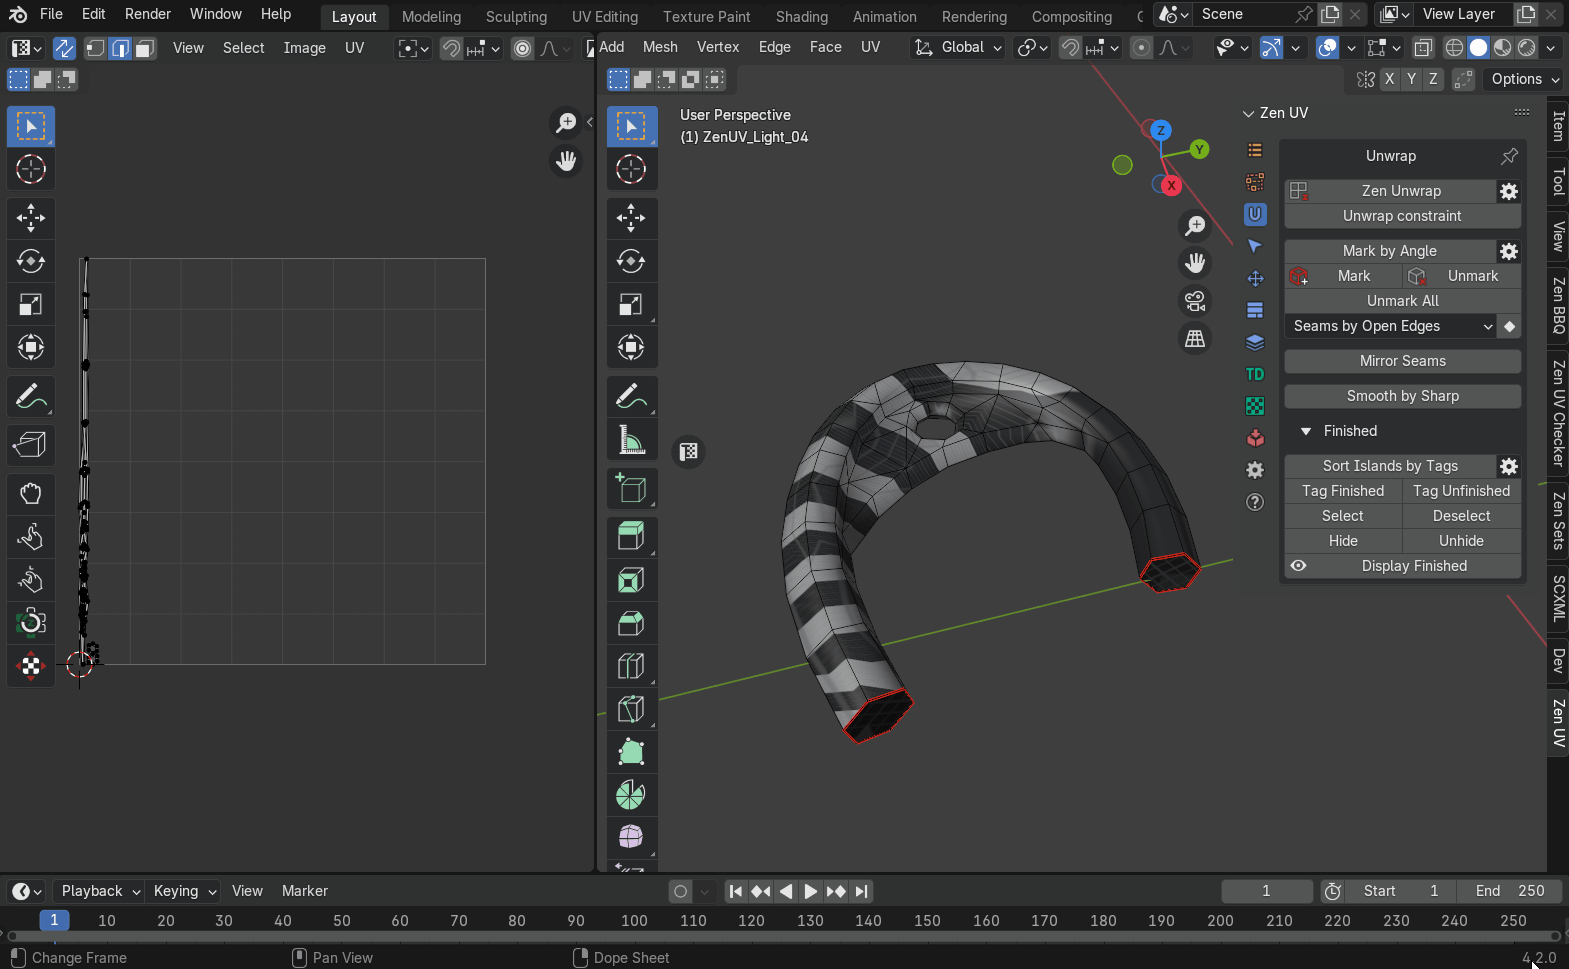 File Edit Render Window Help Layout Modeling Sculpting UV Editing Texture Paint Shading Animation Rendering Compositing Scene View Layer
View Select Image UV
Add Mesh Vertex Edge Face UV Global
X Y Z Options
User Perspective
(1) ZenUV_Light_04
Z
Y
X
Zen UV
Unwrap
Zen Unwrap
Unwrap constraint
Mark by Angle
Mark Unmark
Unmark All
Seams by Open Edges
Mirror Seams
TD
Smooth by Sharp
Finished
Sort Islands by Tags
Tag Finished Tag Unfinished
Select Deselect
Hide Unhide
Display Finished
Item
Tool
View
Zen BBQ
Zen UV Checker
Zen Sets
SCXML
Dev
Zen UV
Playback Keying View Marker 1 Start 1 End 250
1 10 20 30 40 50 60 70 80 90 100 110 120 130 140 150 160 170 180 190 200 210 220 230 240 250
Change Frame Pan View Dope Sheet 4.2.0